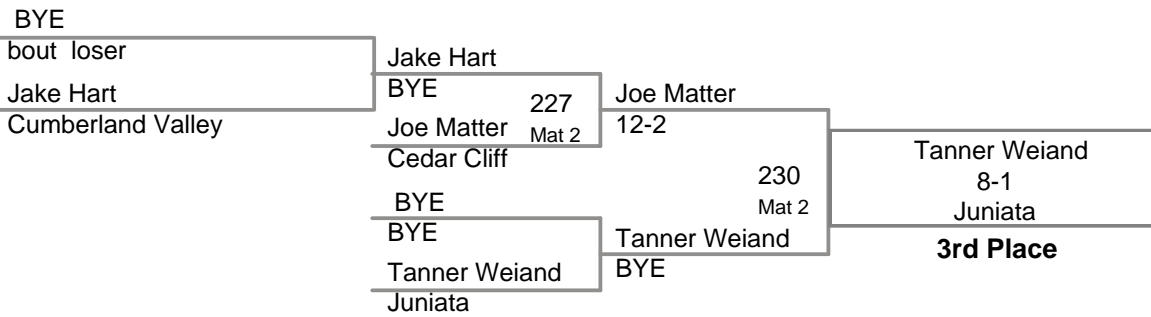 BYE
bout loser
Jake Hart
Cumberland Valley
Jake Hart
BYE
227
Mat 2
Joe Matter
Cedar Cliff
BYE
BYE
Tanner Weiand
Juniata
Joe Matter
12-2
230
Mat 2
Tanner Weiand
BYE
Tanner Weiand
8-1
Juniata
3rd Place